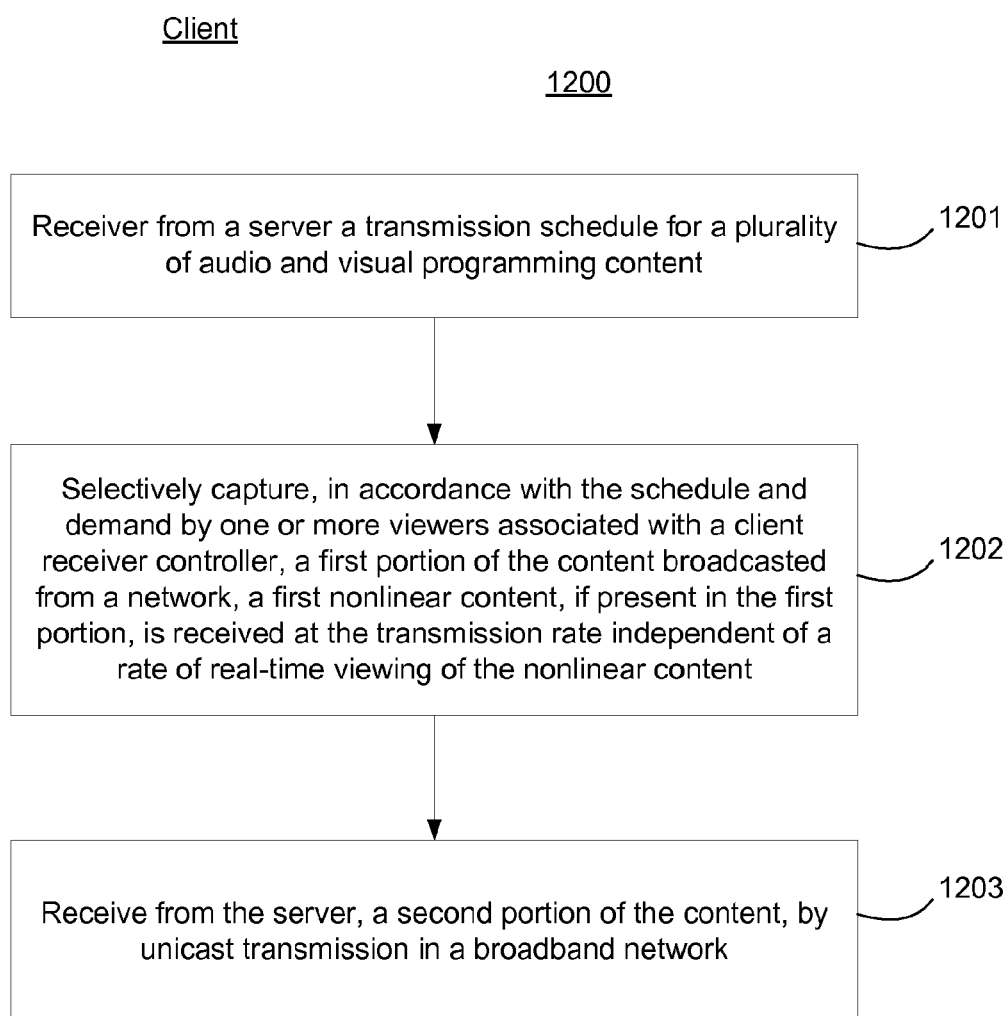 Client
1200
Receiver from a server a transmission schedule for a plurality
of audio and visual programming content
1201
Selectively capture, in accordance with the schedule and
demand by one or more viewers associated with a client
receiver controller, a first portion of the content broadcasted
from a network, a first nonlinear content, if present in the first
portion, is received at the transmission rate independent of a
rate of real-time viewing of the nonlinear content
1202
Receive from the server, a second portion of the content, by
unicast transmission in a broadband network
1203